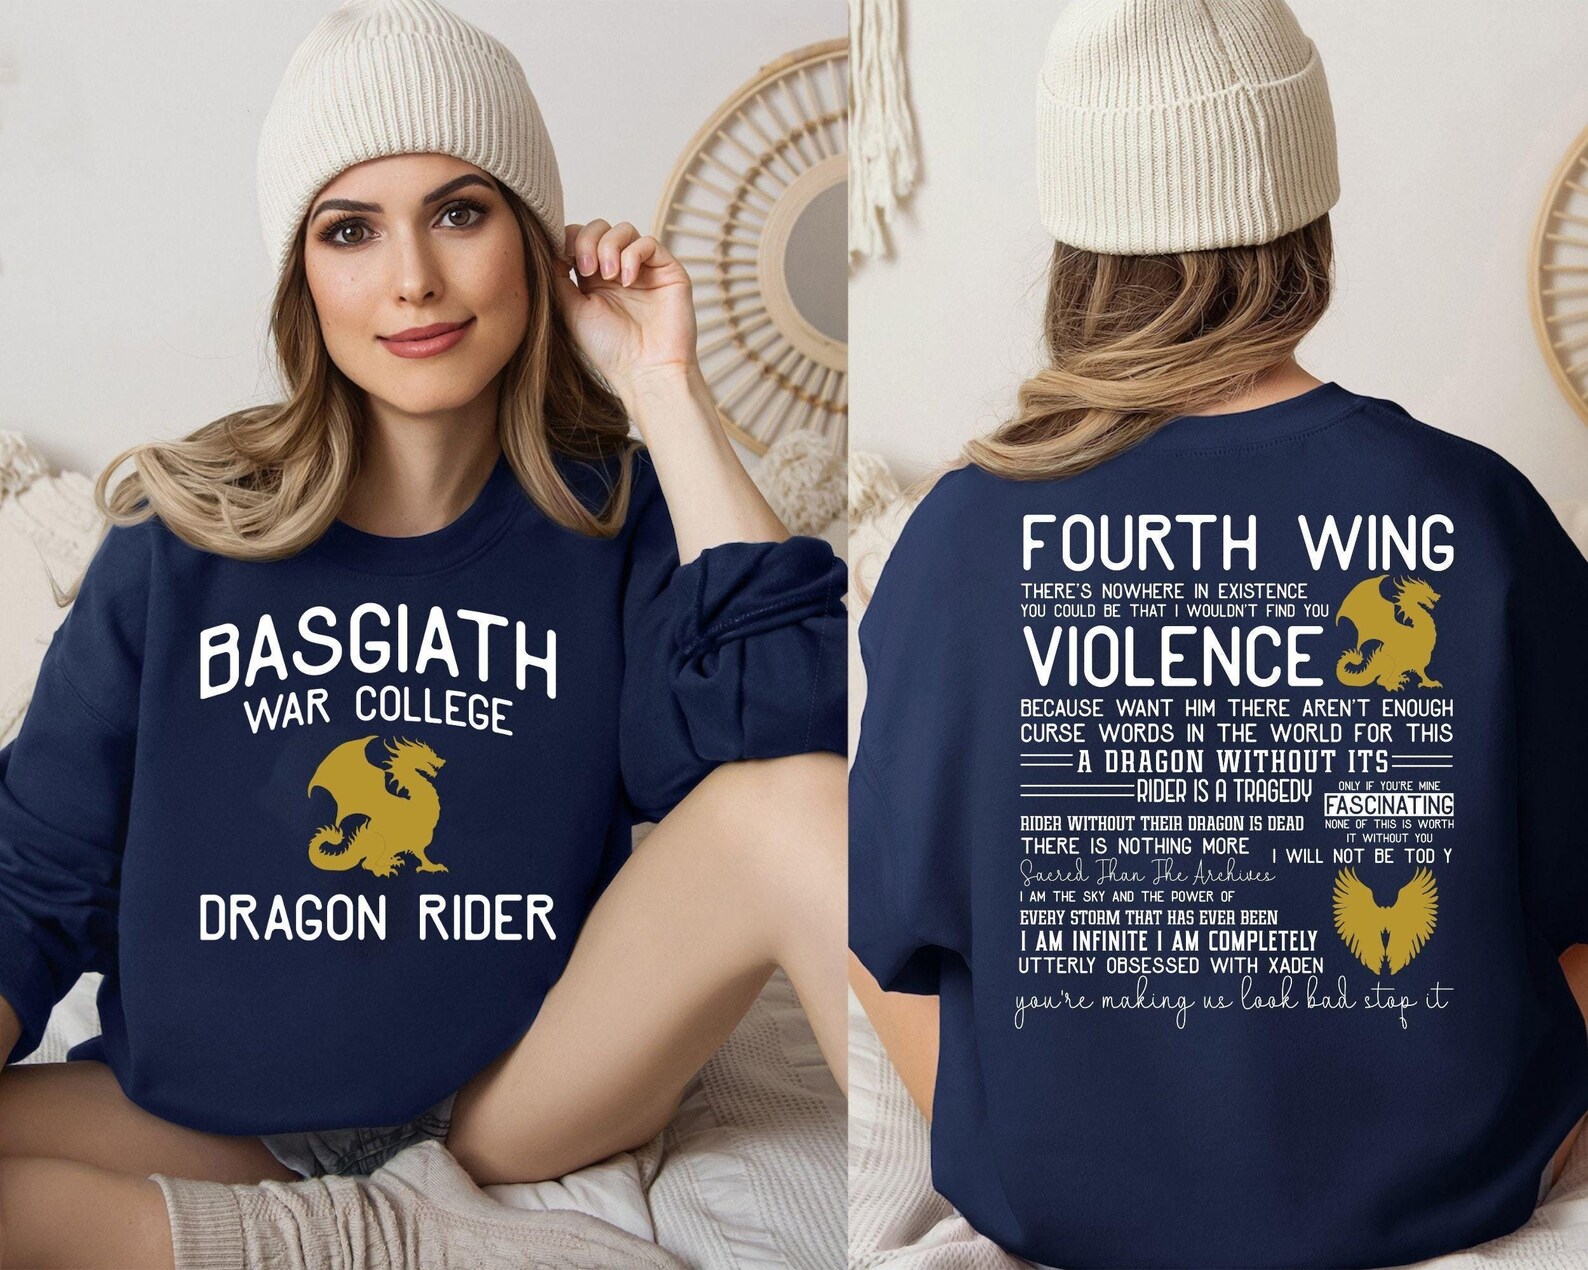 BASGIATH
WAR COLLEGE
DRAGON RIDER
FOURTH WING
THERE'S NOWHERE IN EXISTENCE
YOU COULD BE THAT I WOULDN'T FIND YOU
VIOLENCE
BECAUSE WANT HIM THERE AREN'T ENOUGH
CURSE WORDS IN THE WORLD FOR THIS
A DRAGON WITHOUT ITS
RIDER IS A TRAGEDY
ONLY IF YOU'RE MINE
FASCINATING
NONE OF THIS IS WORTH
IT WITHOUT YOU
RIDER WITHOUT THEIR DRAGON IS DEAD
THERE IS NOTHING MORE
I WILL NOT BE TOD Y
Sacred Than The Archives
I AM THE SKY AND THE POWER OF
EVERY STORM THAT HAS EVER BEEN
I AM INFINITE I AM COMPLETELY
UTTERLY OBSESSED WITH XADEN
you're making us look bad stop it